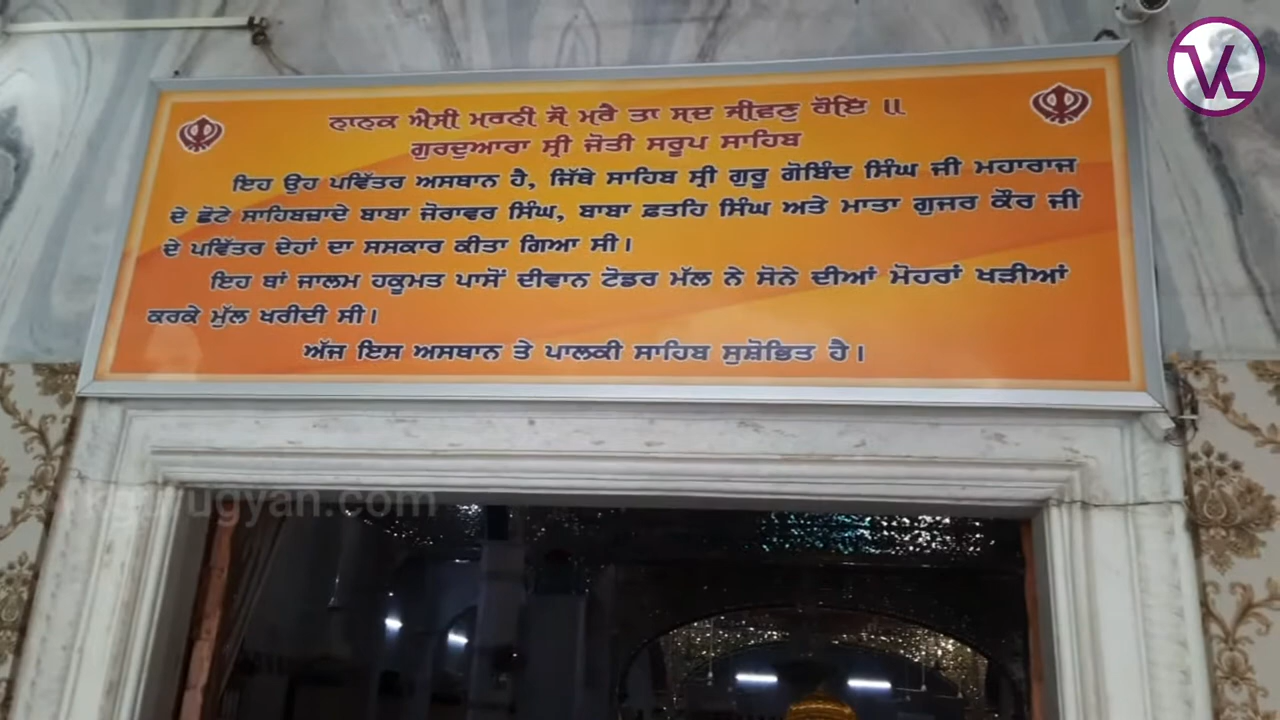 ਨਾਨਕ ਐਸੀ ਮਰਨੀ ਜੋ ਮਰੈ ਤਾ ਸਦ ਜੀਵਣੁ ਹੋਇ ॥
ਗੁਰਦੁਆਰਾ ਸ੍ਰੀ ਜੋਤੀ ਸਰੂਪ ਸਾਹਿਬ
ਇਹ ਉਹ ਪਵਿੱਤਰ ਅਸਥਾਨ ਹੈ, ਜਿੱਥੇ ਸਾਹਿਬ ਸ੍ਰੀ ਗੁਰੂ ਗੋਬਿੰਦ ਸਿੰਘ ਜੀ ਮਹਾਰਾਜ
ਦੇ ਛੋਟੇ ਸਾਹਿਬਜ਼ਾਦੇ ਬਾਬਾ ਜੋਰਾਵਰ ਸਿੰਘ, ਬਾਬਾ ਫ਼ਤਹਿ ਸਿੰਘ ਅਤੇ ਮਾਤਾ ਗੁਜਰ ਕੌਰ ਜੀ
ਦੇ ਪਵਿੱਤਰ ਦੇਹਾਂ ਦਾ ਸਸਕਾਰ ਕੀਤਾ ਗਿਆ ਸੀ।
ਇਹ ਥਾਂ ਜਾਲਮ ਹਕੂਮਤ ਪਾਸੋਂ ਦੀਵਾਨ ਟੋਡਰ ਮੱਲ ਨੇ ਸੋਨੇ ਦੀਆਂ ਮੋਹਰਾਂ ਖੜੀਆਂ
ਕਰਕੇ ਮੁੱਲ ਖਰੀਦੀ ਸੀ।
ਅੱਜ ਇਸ ਅਸਥਾਨ ਤੇ ਪਾਲਕੀ ਸਾਹਿਬ ਸੁਸ਼ੋਭਿਤ ਹੈ।